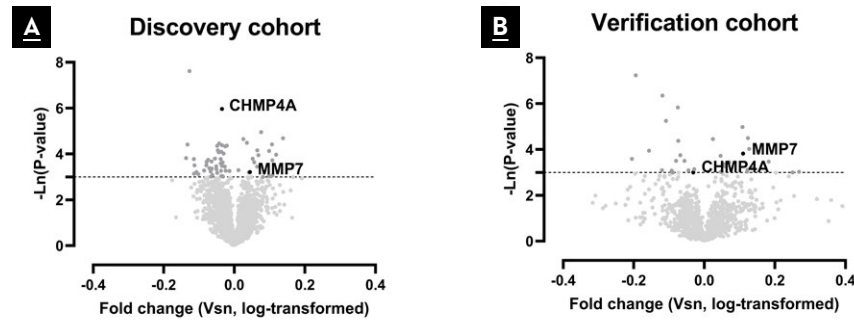 A
Discovery cohort
8
6
4
2
0
-Ln(P-value)
CHMP4A
MMP7
-0.4 -0.2 0.0 0.2 0.4
Fold change (Vsn, log-transformed)
B
Verification cohort
8
6
4
2
0
-Ln(P-value)
MMP7
CHMP4A
-0.4 -0.2 0.0 0.2 0.4
Fold change (Vsn, log-transformed)